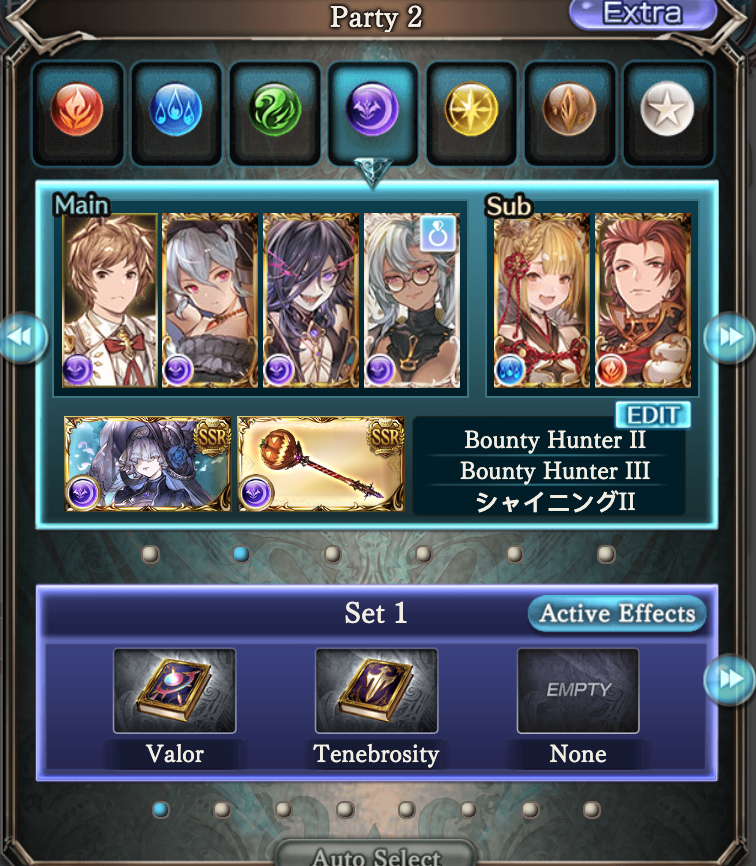 Extra
Party 2
Main
Sub
SSR
SSR
EDIT
Bounty Hunter II
Bounty Hunter III
シャイニングII
Set 1
Active Effects
EMPTY
Valor
Tenebrosity
None
Auto Select